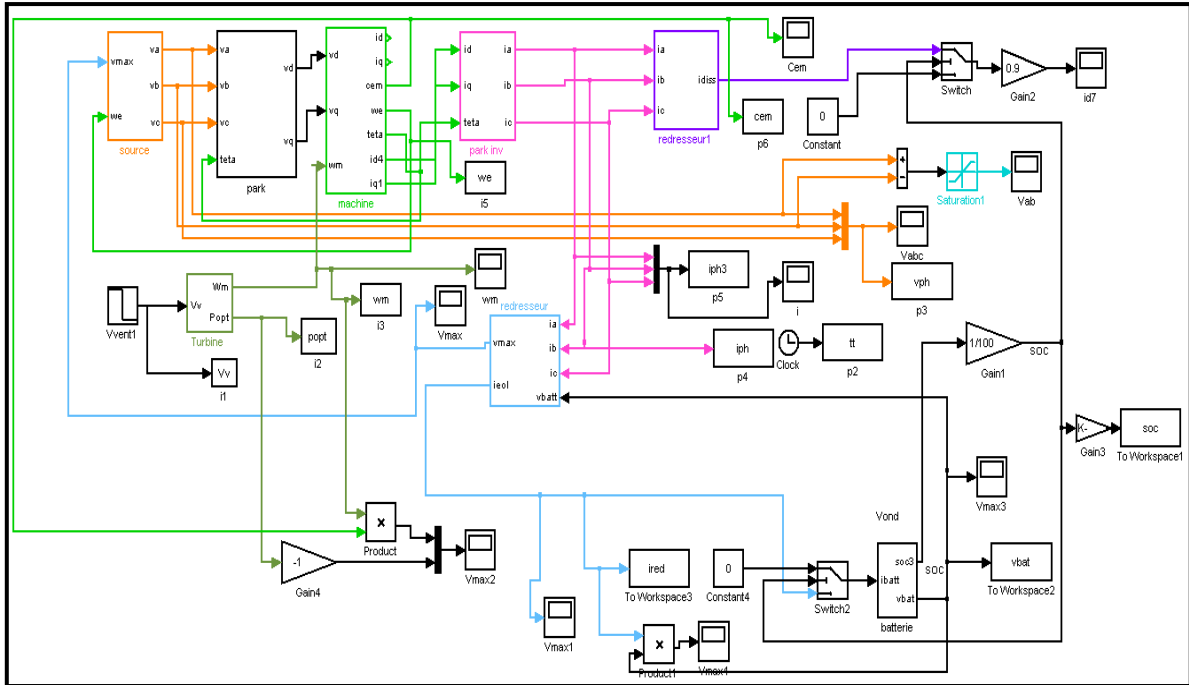 vmax
we
va
vb
vc
source
va
vb
vc
teta
vd
vq
park
vd
vq
wm
id
iq
cem
we
teta
id4
iq1
machine
id
iq
teta
ia
ib
ic
park inv
ia
ib
ic
idiss
redresseur1
Cem
cem
p6
0
Constant
Switch
0.9
Gain2
id7
we
i5
+
−
Saturation1
Vab
Vabc
vph
p3
Vv
Wm
Popt
Turbine
Vvent1
Vv
i1
popt
i2
wm
i3
wm
Vmax
redresseur
vmax
ieol
ia
ib
ic
vbatt
iph3
p5
i
iph
p4
Clock
tt
p2
1/100
Gain1
soc
K-
Gain3
soc
To Workspace1
Vmax3
Vond
x
Product
-1
Gain4
Vmax2
Vmax1
ired
To Workspace3
0
Constant4
Switch2
ibatt
soc3
vbat
batterie
soc
vbat
To Workspace2
x
Product1
Vmax4